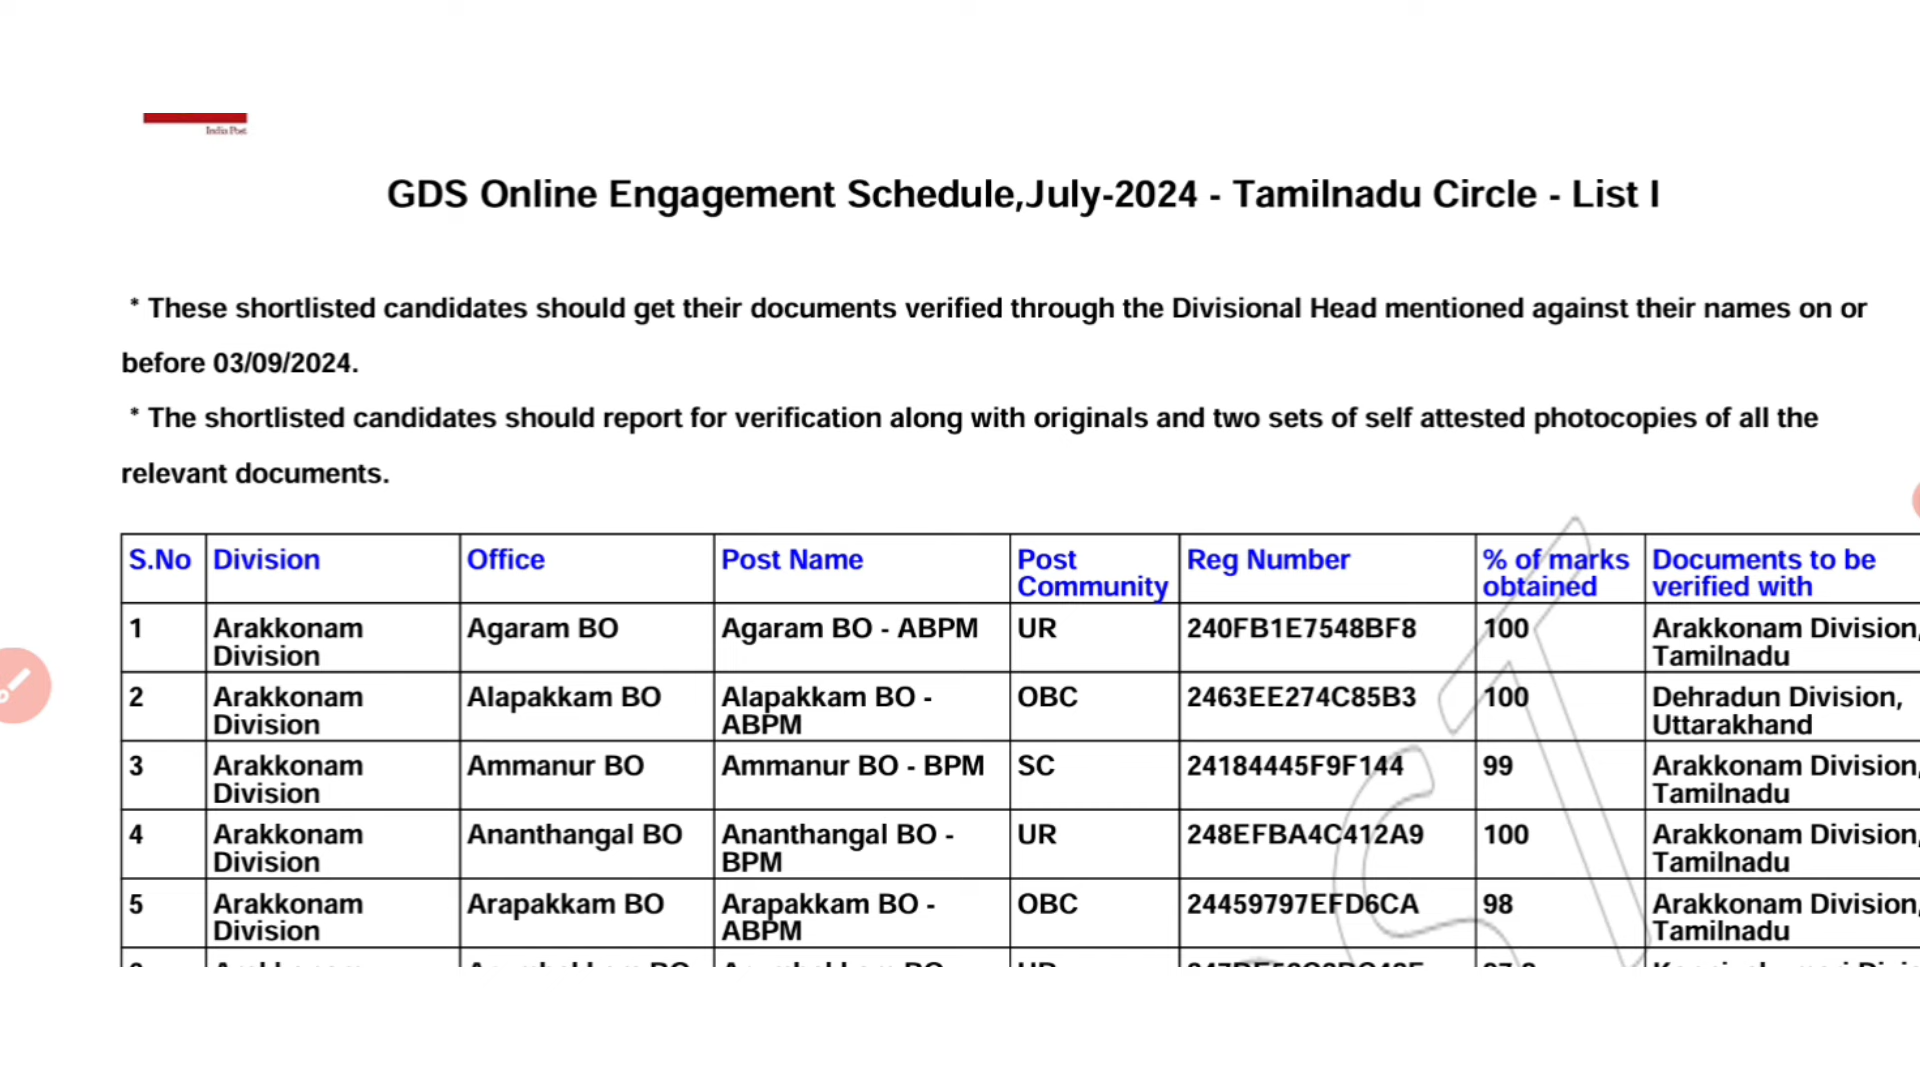 India Post
GDS Online Engagement Schedule,July-2024 - Tamilnadu Circle - List I
* These shortlisted candidates should get their documents verified through the Divisional Head mentioned against their names on or
before 03/09/2024.
* The shortlisted candidates should report for verification along with originals and two sets of self attested photocopies of all the
relevant documents.
S.No Division Office Post Name Post Community Reg Number % of marks obtained Documents to be verified with
1 Arakkonam Division Agaram BO Agaram BO - ABPM UR 240FB1E7548BF8 100 Arakkonam Division, Tamilnadu
2 Arakkonam Division Alapakkam BO Alapakkam BO - ABPM OBC 2463EE274C85B3 100 Dehradun Division, Uttarakhand
3 Arakkonam Division Ammanur BO Ammanur BO - BPM SC 24184445F9F144 99 Arakkonam Division, Tamilnadu
4 Arakkonam Division Ananthangal BO Ananthangal BO - BPM UR 248EFBA4C412A9 100 Arakkonam Division, Tamilnadu
5 Arakkonam Division Arapakkam BO Arapakkam BO - ABPM OBC 24459797EFD6CA 98 Arakkonam Division, Tamilnadu